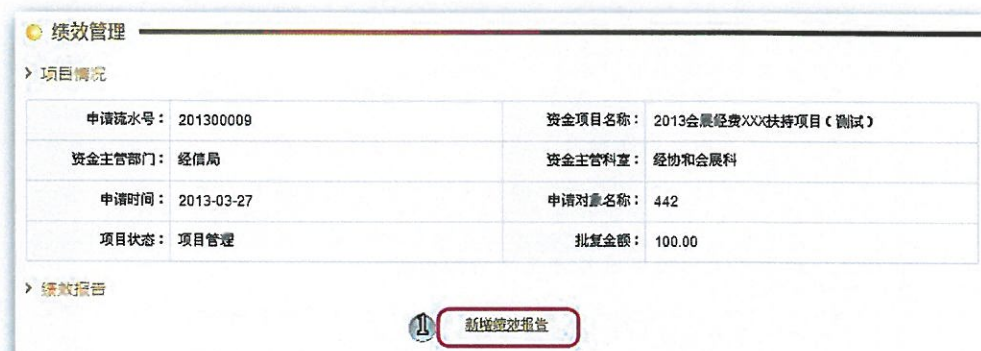 绩效管理
项目情况
申请流水号： 201300009 资金项目名称： 2013会展经费XXX扶持项目（测试）
资金主管部门： 经信局 资金主管科室： 经协和会展科
申请时间： 2013-03-27 申请对象名称： 442
项目状态： 项目管理 批复金额： 100.00
绩效报告
1 新增绩效报告